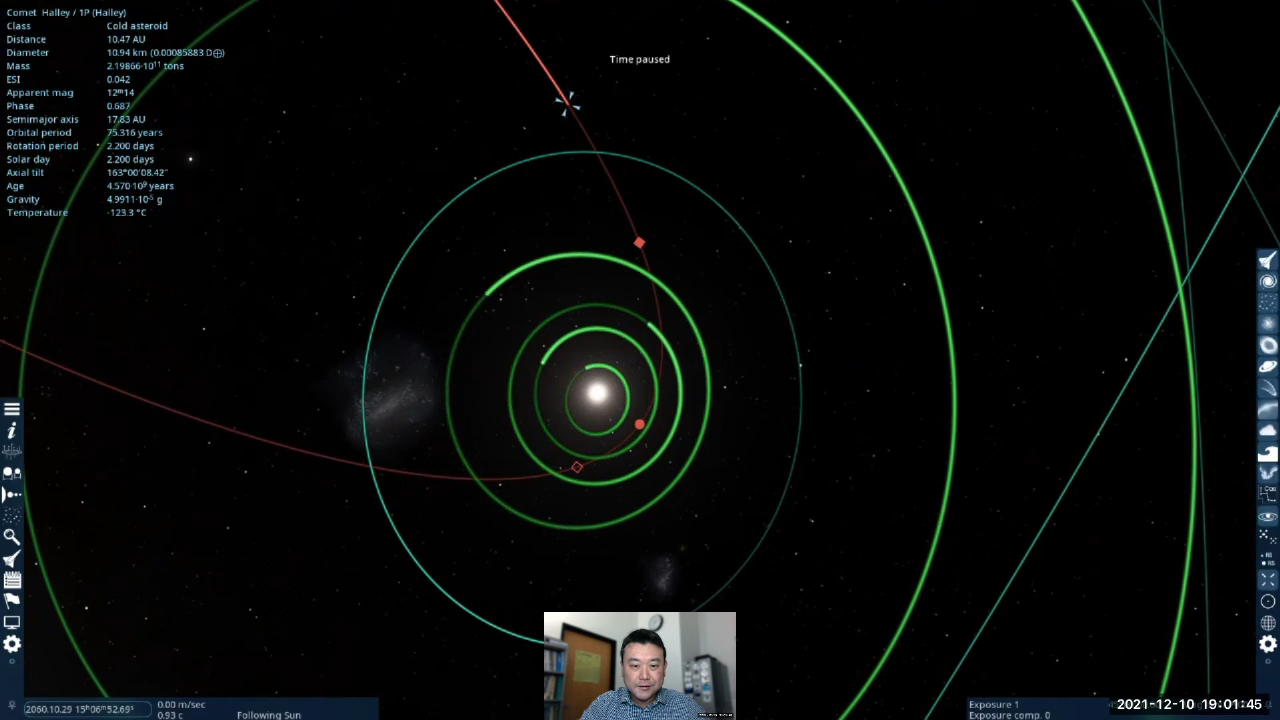 Comet Halley / 1P (Halley)
Class Cold asteroid
Distance 10.47 AU
Diameter 10.94 km (0.00085883 D⊕)
Mass 2.19866·10¹¹ tons
ESI 0.042
Apparent mag 12ᵐ14
Phase 0.687
Semimajor axis 17.83 AU
Orbital period 75.316 years
Rotation period 2.200 days
Solar day 2.200 days
Axial tilt 163°00'08.42"
Age 4.570·10⁹ years
Gravity 4.9911·10⁻⁵ g
Temperature -123.3 °C
Time paused
2060.10.29 15ʰ06ᵐ52.69ˢ
0.00 m/sec
0.93 c
Following Sun
Exposure 1
Exposure comp. 0
2021-12-10 19:01:45